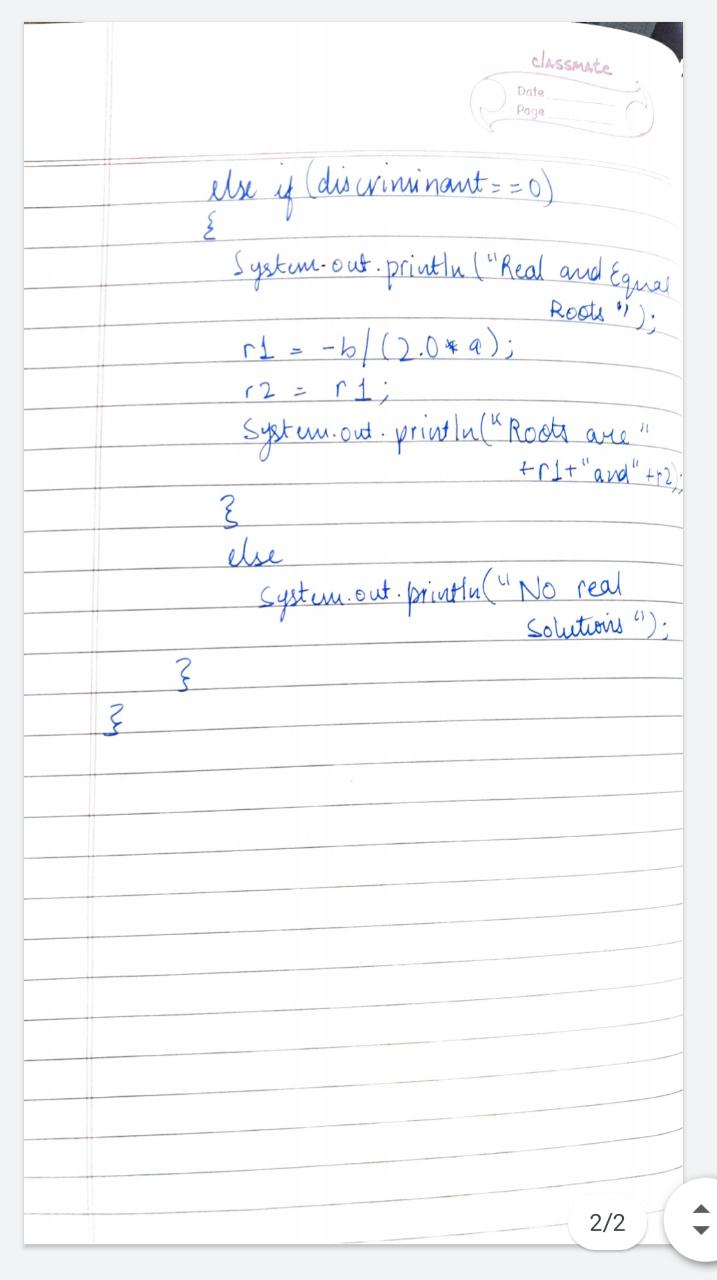 classmate
Date
Page
else if (discriminant==0)
{
System.out.println("Real and Equal
Roots");
r1 = -b/(2.0*a);
r2 = r1;
System.out.println("Roots are"
+r1+"and"+r2);
}
else
System.out.println("No real
Solutions");
}
}
2/2